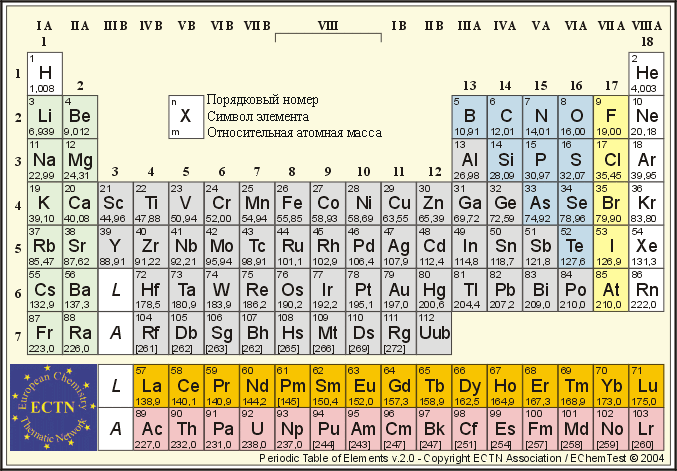 I A II A III B IV B V B VI B VII B VIII I B II B III A IV A V A VI A VII A VIII A
1 18
1 1 H 1,008 2 He 4,003
2 13 14 15 16 17
n X m
Порядковый номер
Символ элемента
Относительная атомная масса
2 3 Li 6,939 4 Be 9,012 5 B 10,91 6 C 12,01 7 N 14,01 8 O 16,00 9 F 19,00 10 Ne 20,18
3 11 Na 22,99 12 Mg 24,31 13 Al 26,98 14 Si 28,09 15 P 30,97 16 S 32,07 17 Cl 35,45 18 Ar 39,95
3 4 5 6 7 8 9 10 11 12
4 19 K 39,10 20 Ca 40,08 21 Sc 44,96 22 Ti 47,88 23 V 50,94 24 Cr 52,00 25 Mn 54,94 26 Fe 55,85 27 Co 58,93 28 Ni 58,69 29 Cu 63,55 30 Zn 65,39 31 Ga 69,72 32 Ge 72,59 33 As 74,92 34 Se 78,96 35 Br 79,90 36 Kr 83,80
5 37 Rb 85,47 38 Sr 87,62 39 Y 88,91 40 Zr 91,22 41 Nb 92,21 42 Mo 95,94 43 Tc 98,91 44 Ru 101,1 45 Rh 102,9 46 Pd 106,4 47 Ag 107,9 48 Cd 112,4 49 In 114,8 50 Sn 118,7 51 Sb 121,8 52 Te 127,6 53 I 126,9 54 Xe 131,3
6 55 Cs 132,9 56 Ba 137,3 L 72 Hf 178,5 73 Ta 180,9 74 W 183,9 75 Re 186,2 76 Os 190,2 77 Ir 192,2 78 Pt 195,1 79 Au 197,0 80 Hg 200,6 81 Tl 204,4 82 Pb 207,2 83 Bi 209,0 84 Po 210,0 85 At 210,0 86 Rn 222,0
7 87 Fr 223,0 88 Ra 226,0 A 104 Rf [261] 105 Db [262] 106 Sg [263] 107 Bh [262] 108 Hs [265] 109 Mt [266] 110 Ds [269] 111 Rg [272] 112 Uub
L 57 La 138,9 58 Ce 140,1 59 Pr 140,9 60 Nd 144,2 61 Pm [145] 62 Sm 150,4 63 Eu 152,0 64 Gd 157,3 65 Tb 158,9 66 Dy 162,5 67 Ho 164,9 68 Er 167,3 69 Tm 168,9 70 Yb 173,0 71 Lu 175,0
A 89 Ac 227,0 90 Th 232,0 91 Pa 231,0 92 U 238,0 93 Np 237,0 94 Pu [244] 95 Am [243] 96 Cm [247] 97 Bk [247] 98 Cf [251] 99 Es [254] 100 Fm [257] 101 Md [258] 102 No [259] 103 Lr [260]
European Chemistry
ECTN
Thematic Network
Periodic Table of Elements v.2.0 - Copyright ECTN Association / EChemTest © 2004